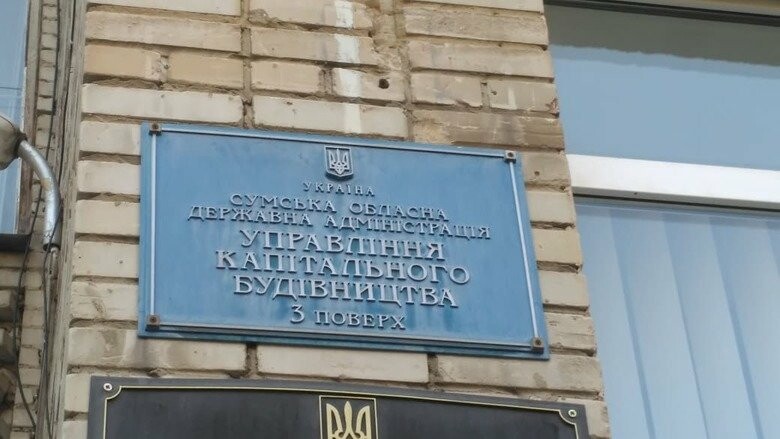 УКРАЇНА
СУМСЬКА ОБЛАСНА
ДЕРЖАВНА АДМІНІСТРАЦІЯ
УПРАВЛІННЯ
КАПІТАЛЬНОГО
БУДІВНИЦТВА
3 ПОВЕРХ